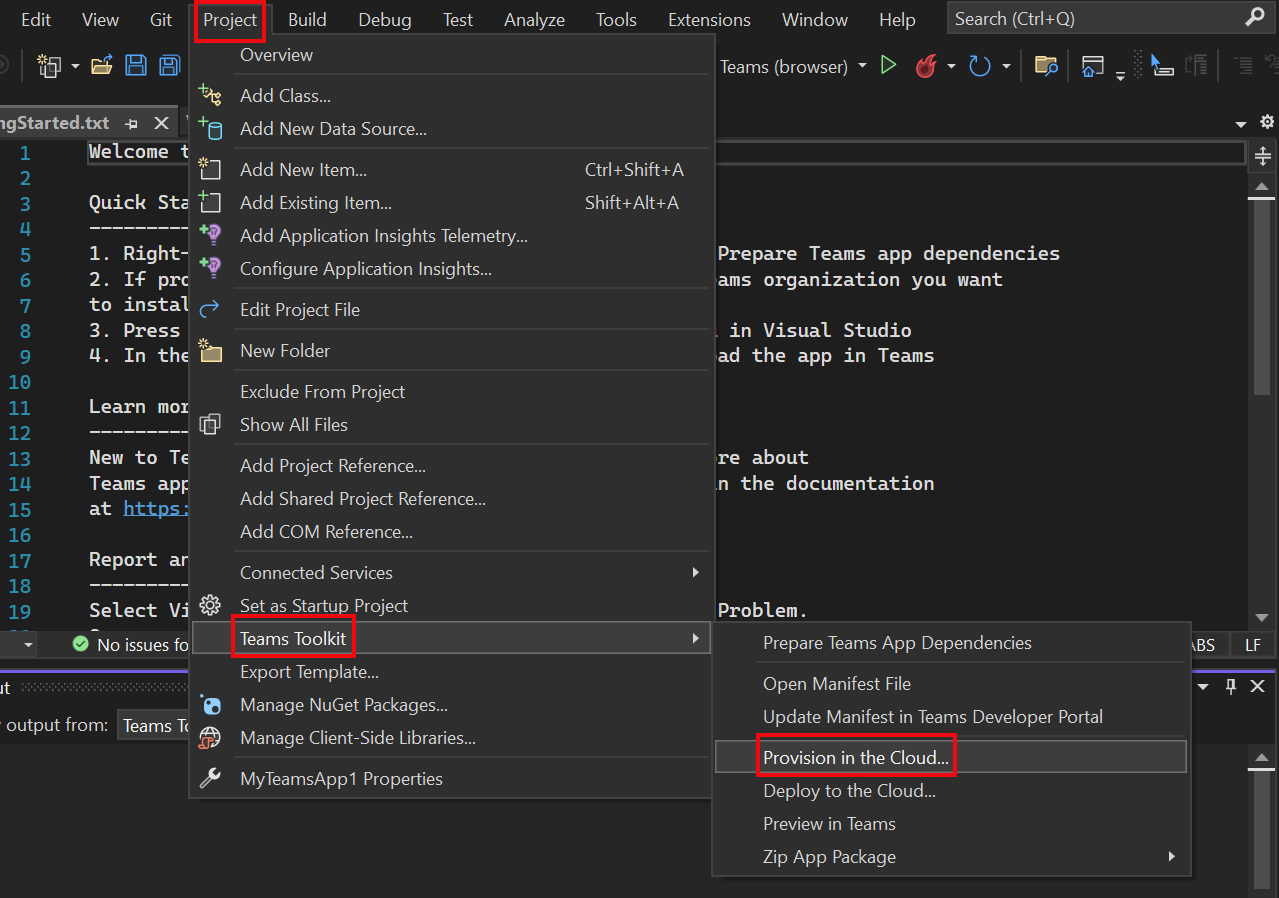 Edit View Git Project Build Debug Test Analyze Tools Extensions Window Help Search (Ctrl+Q)
Teams (browser)
ngStarted.txt
Overview
Add Class...
Add New Data Source...
Add New Item... Ctrl+Shift+A
Add Existing Item... Shift+Alt+A
Add Application Insights Telemetry...
Configure Application Insights...
Edit Project File
New Folder
Exclude From Project
Show All Files
Add Project Reference...
Add Shared Project Reference...
Add COM Reference...
Connected Services
Set as Startup Project
Teams Toolkit
Export Template...
Manage NuGet Packages...
Manage Client-Side Libraries...
MyTeamsApp1 Properties
Prepare Teams App Dependencies
Open Manifest File
Update Manifest in Teams Developer Portal
Provision in the Cloud...
Deploy to the Cloud...
Preview in Teams
Zip App Package
1 Welcome t
2
3 Quick Sta
4 ----------
5 1. Right- Prepare Teams app dependencies
6 2. If pro ams organization you want
7 to instal
8 3. Press in Visual Studio
9 4. In the ad the app in Teams
10
11 Learn mor
12 ----------
13 New to Te re about
14 Teams app n the documentation
15 at https:
16
17 Report an
18 ----------
19 Select Vi Problem.
No issues fo ABS LF
ut
output from: Teams To